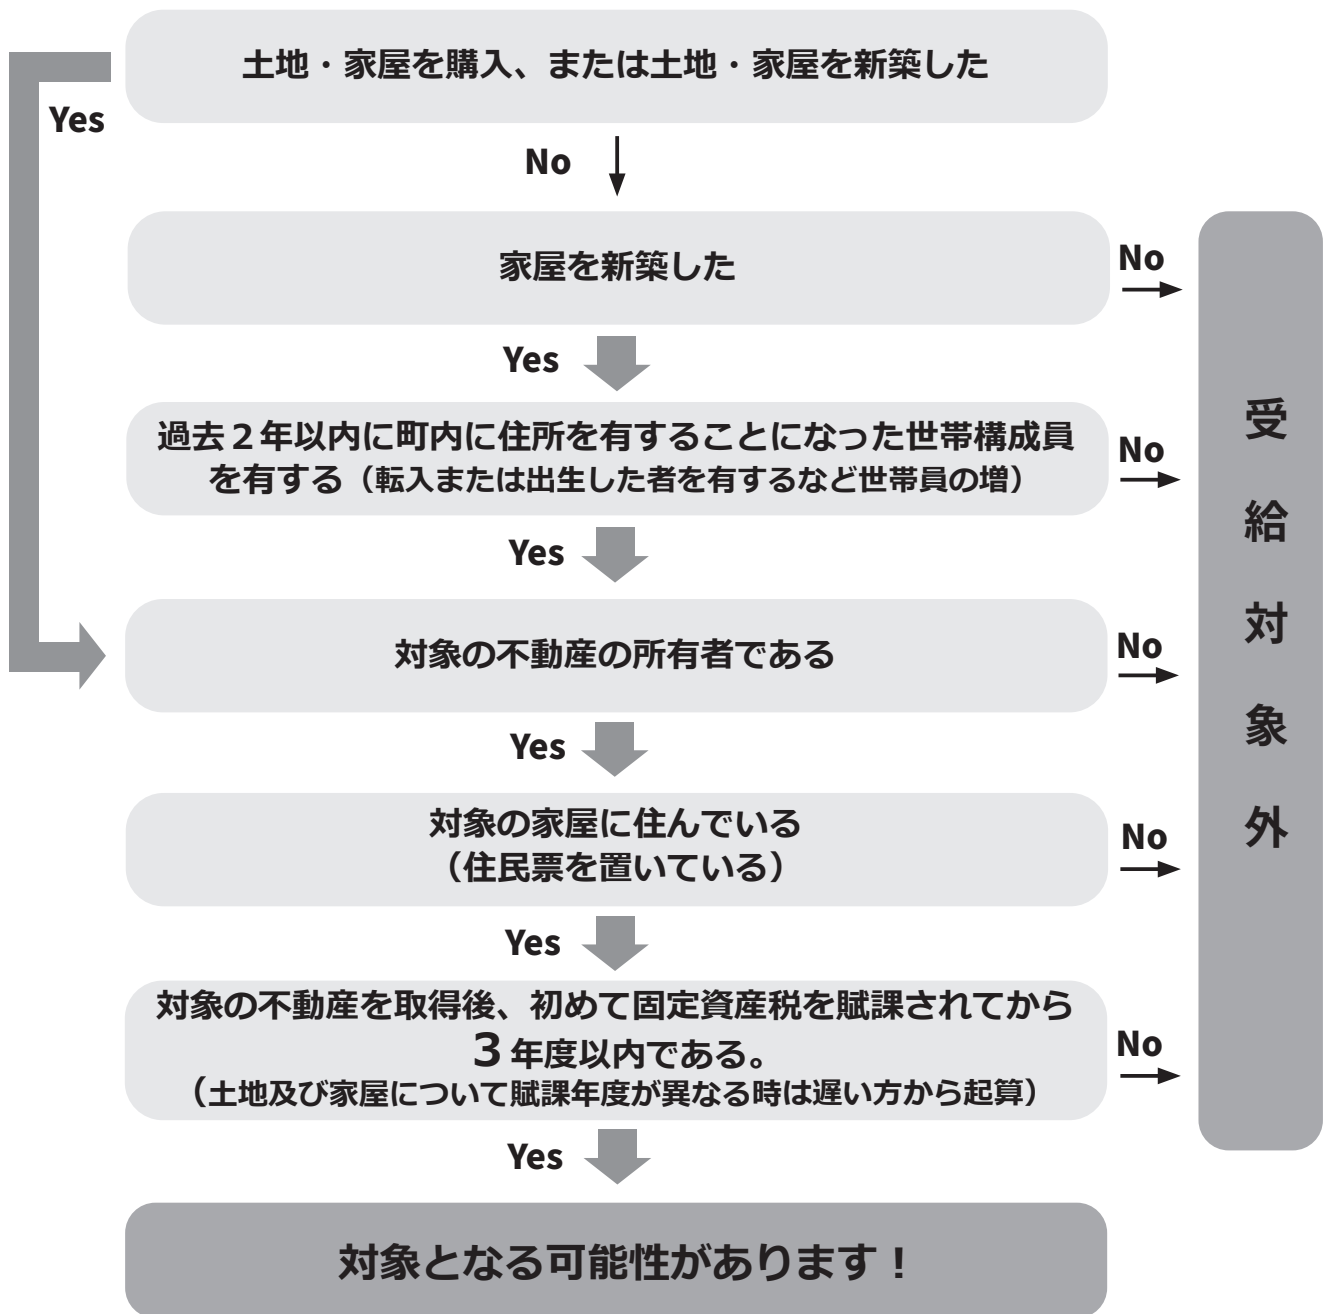 土地・家屋を購入、または土地・家屋を新築した
Yes
No
家屋を新築した
No
Yes
過去２年以内に町内に住所を有することになった世帯構成員
を有する（転入または出生した者を有するなど世帯員の増）
No
Yes
対象の不動産の所有者である
No
Yes
対象の家屋に住んでいる
（住民票を置いている）
No
Yes
対象の不動産を取得後、初めて固定資産税を賦課されてから
３年度以内である。
（土地及び家屋について賦課年度が異なる時は遅い方から起算）
No
Yes
対象となる可能性があります！
受給対象外